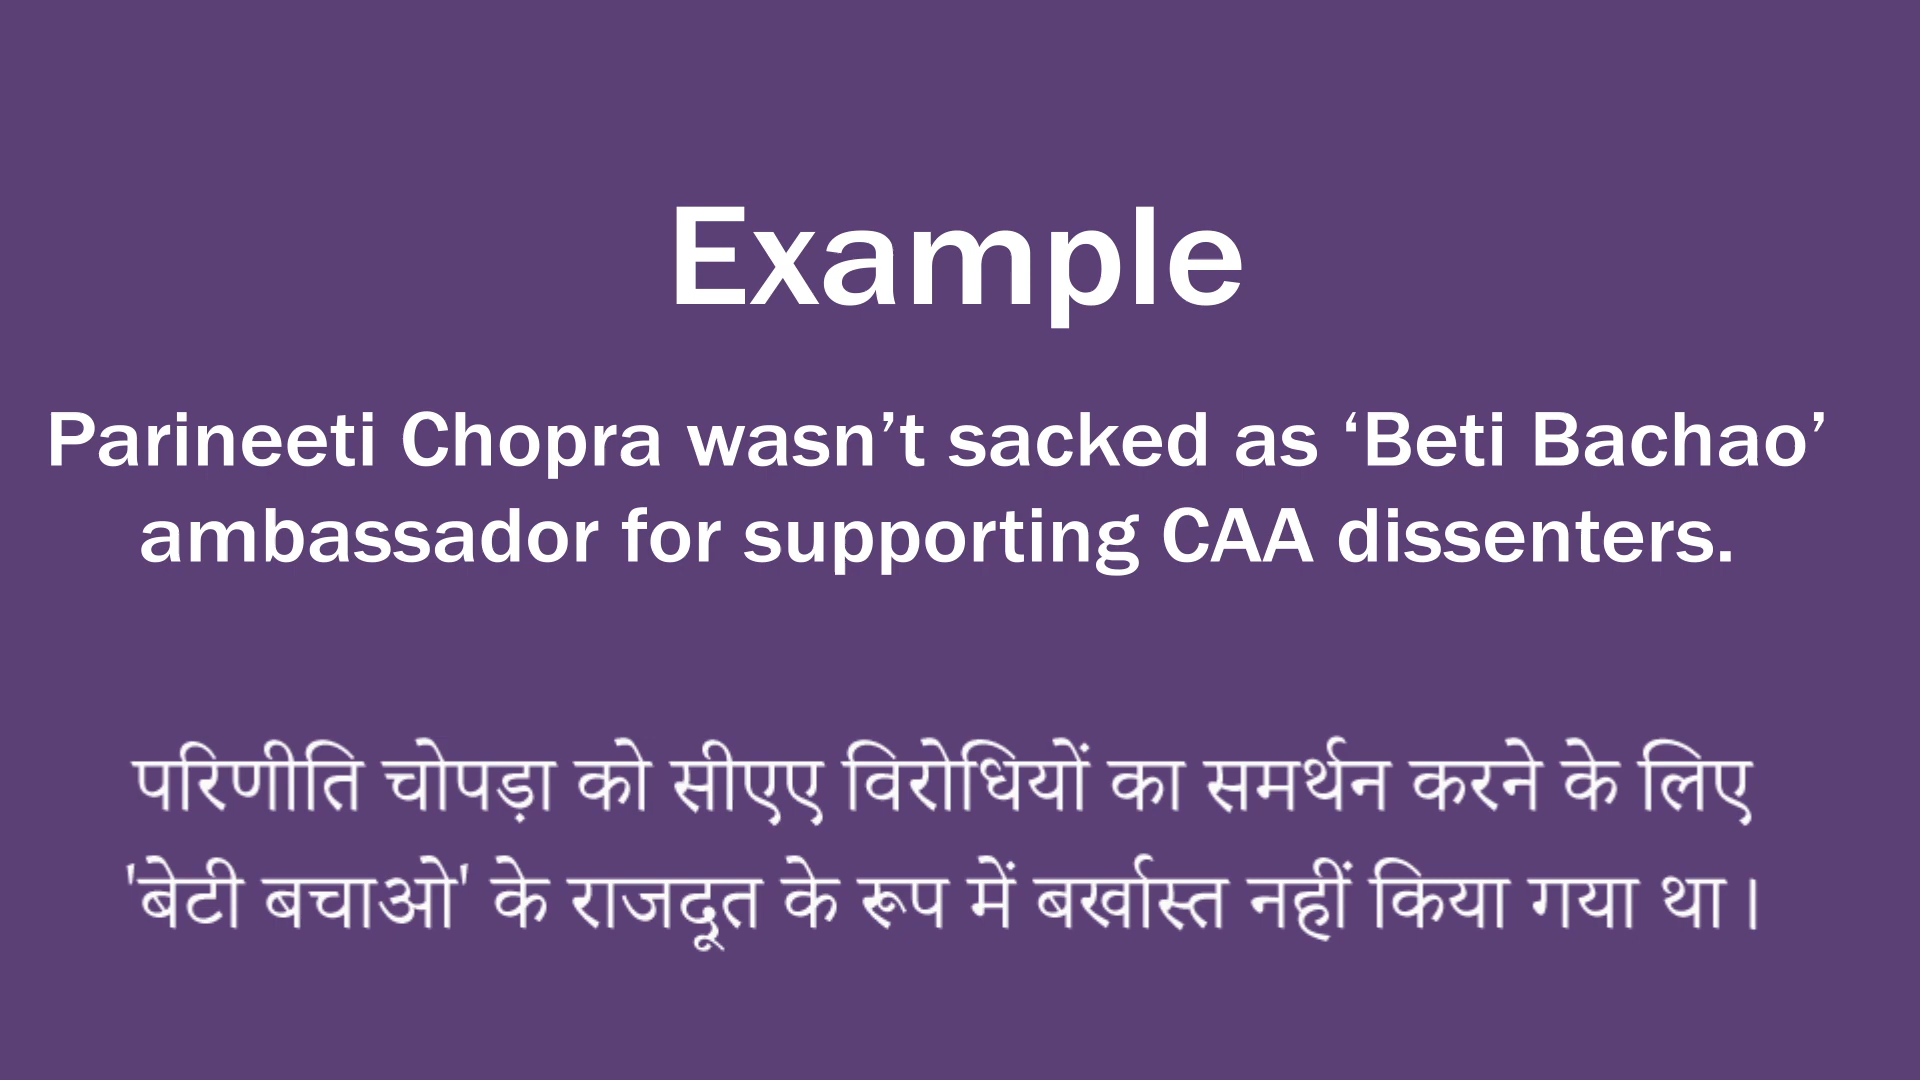 Example
Parineeti Chopra wasn’t sacked as ‘Beti Bachao’
ambassador for supporting CAA dissenters.
परिणीति चोपड़ा को सीएए विरोधियों का समर्थन करने के लिए
'बेटी बचाओ' के राजदूत के रूप में बर्खास्त नहीं किया गया था।